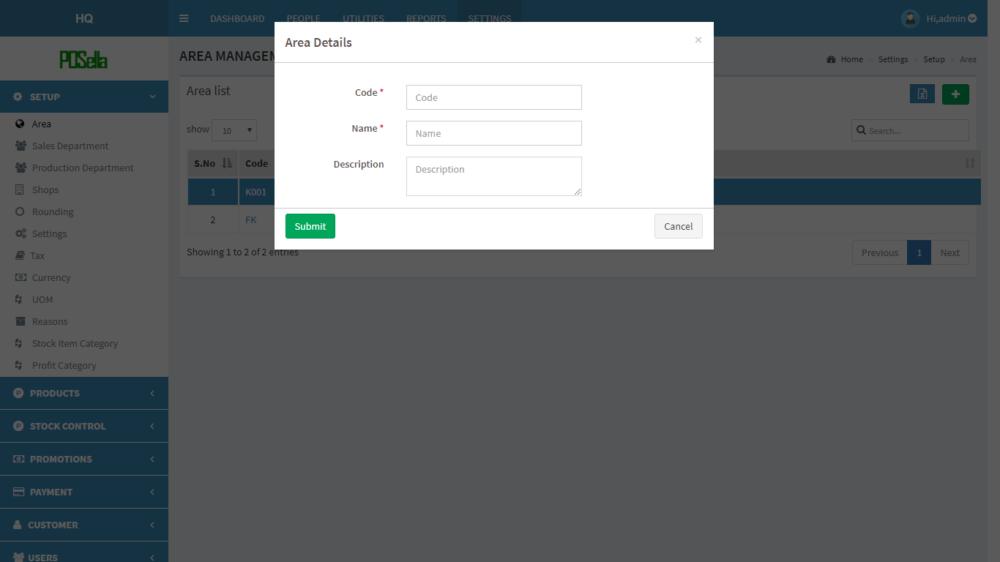 HQ
DASHBOARD PEOPLE UTILITIES REPORTS SETTINGS
Hi,admin
POSella
AREA MANAGEM
Home > Settings > Setup > Area
Area Details ×
Code *
Code
Name *
Name
Description
Description
Submit
Cancel
SETUP
Area
Sales Department
Production Department
Shops
Rounding
Settings
Tax
Currency
UOM
Reasons
Stock Item Category
Profit Category
PRODUCTS
STOCK CONTROL
PROMOTIONS
PAYMENT
CUSTOMER
USERS
Area list
show 10
Search...
S.No Code
1 K001
2 FK
Showing 1 to 2 of 2 entries
Previous 1 Next